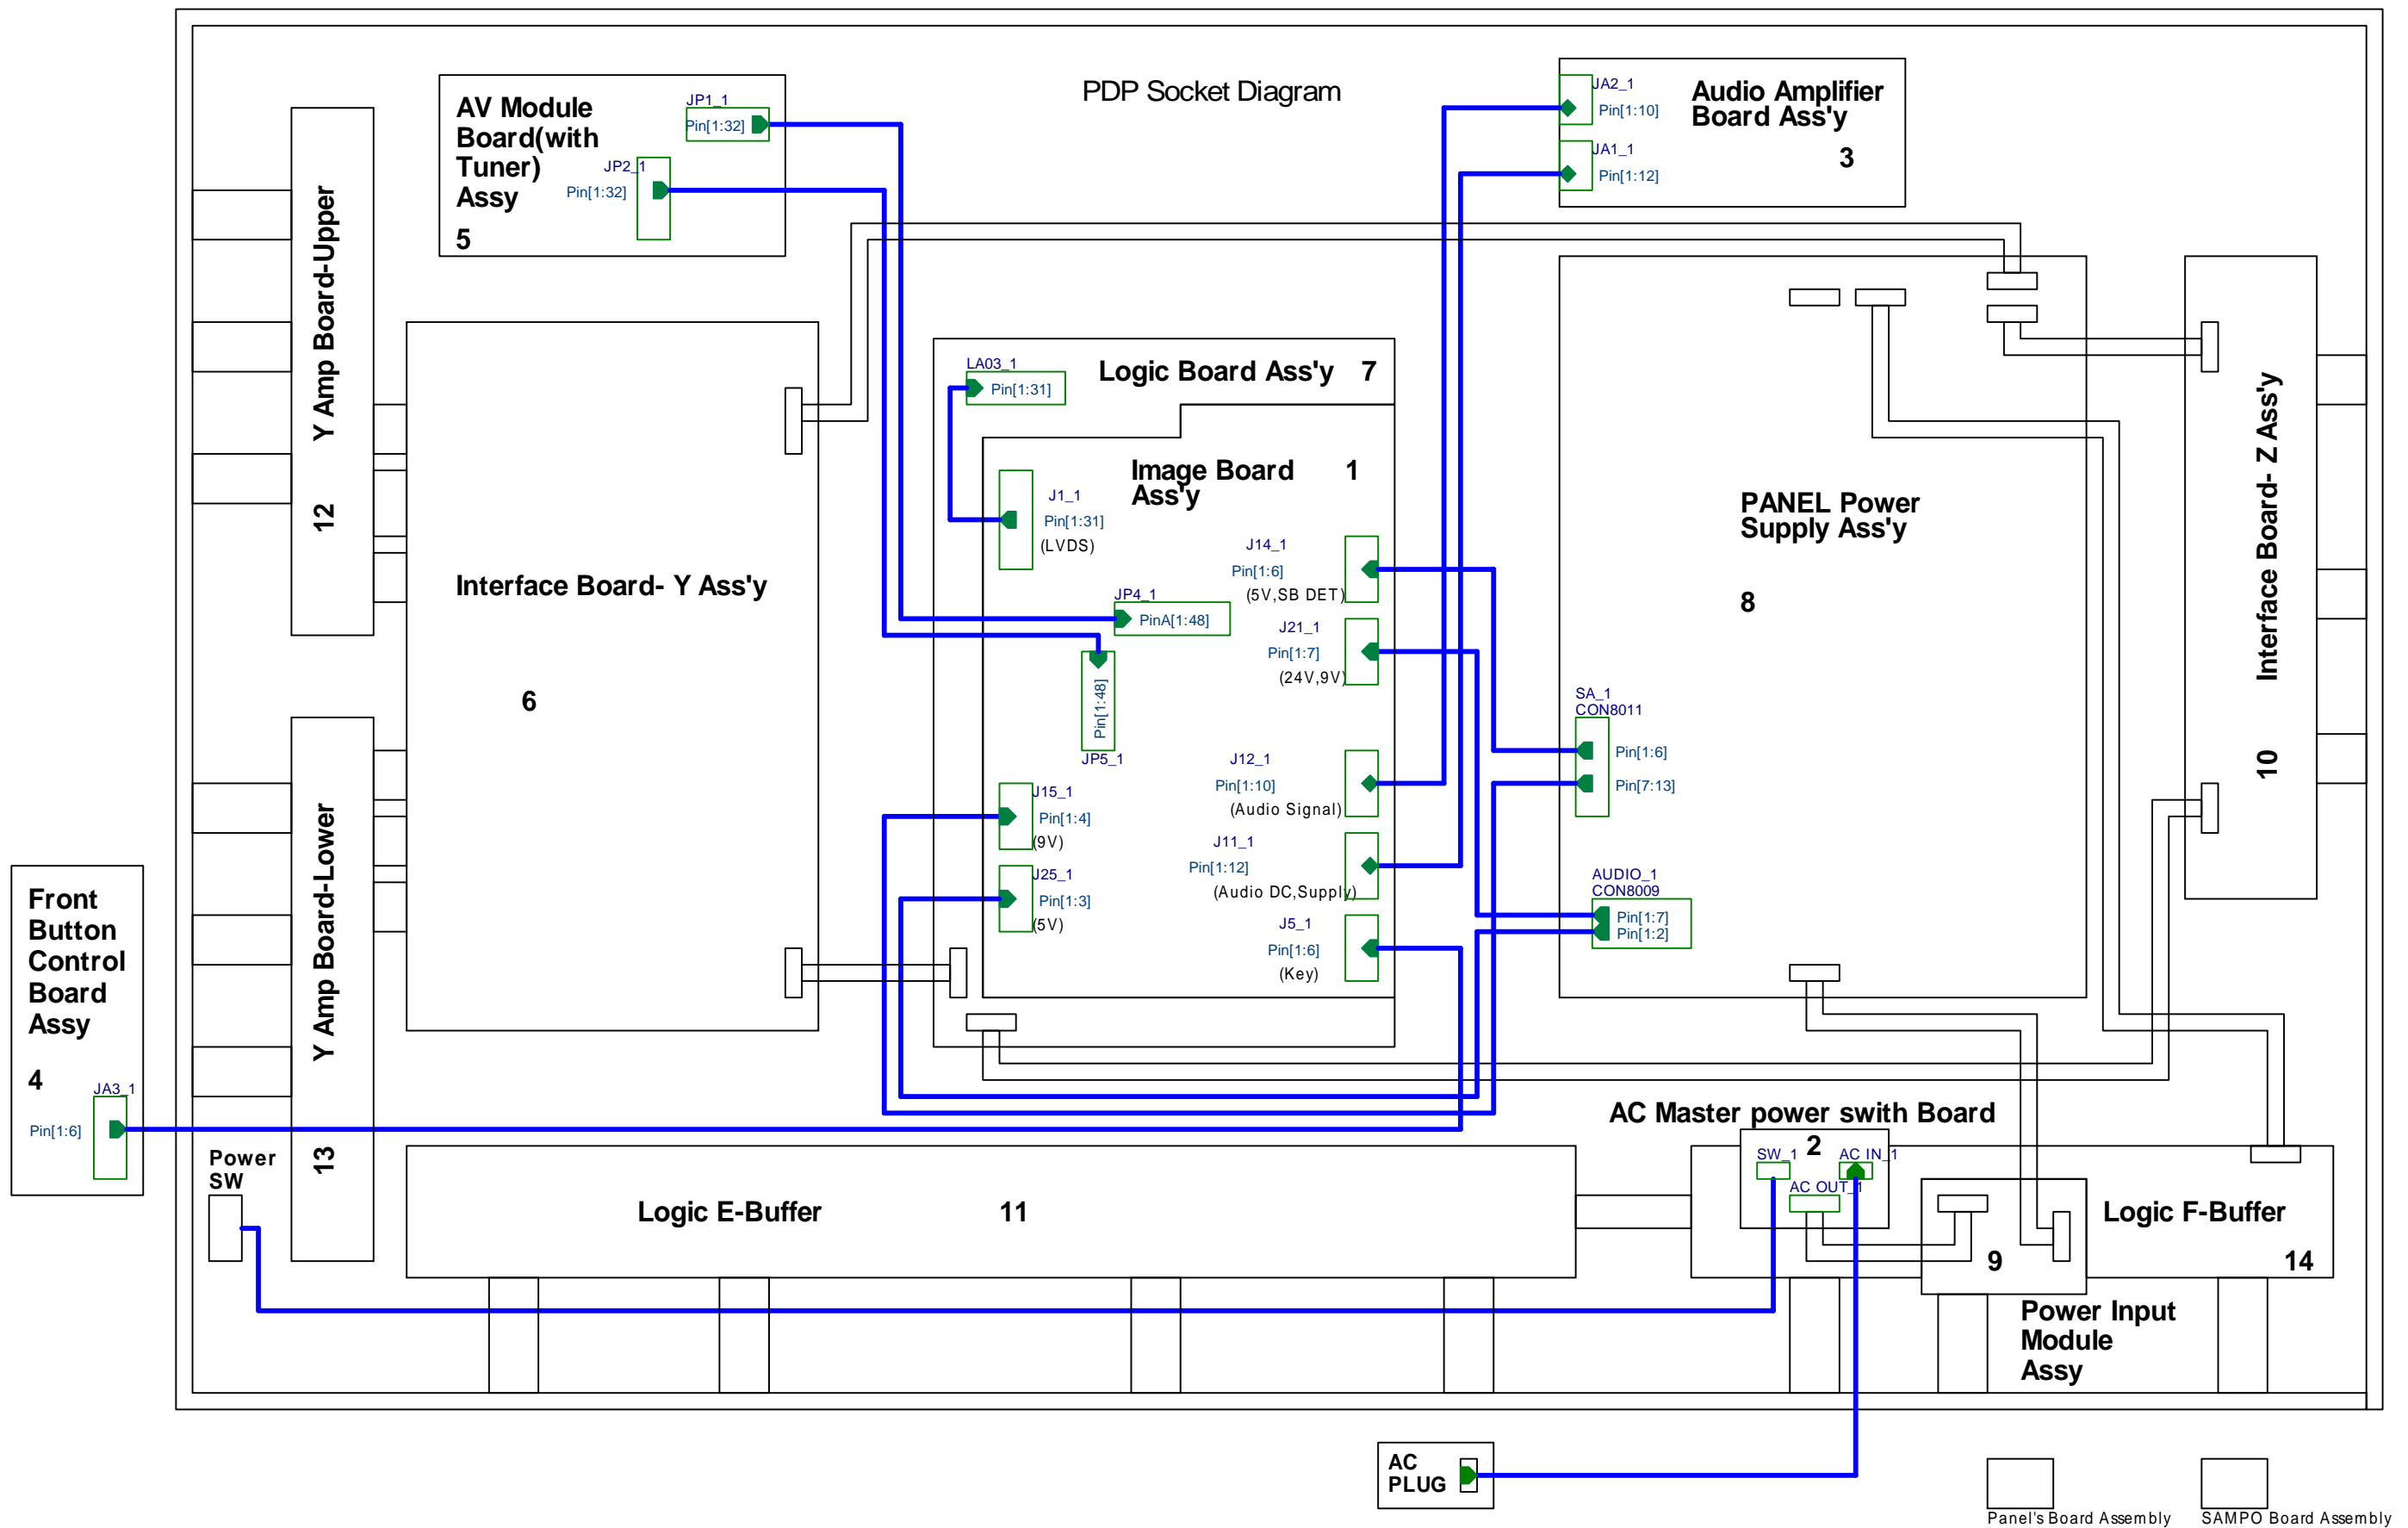 PDP Socket Diagram
AV Module
Board(with
Tuner)
Assy
5
JP1_1
Pin[1:32]
JP2_1
Pin[1:32]
JA2_1
Pin[1:10]
JA1_1
Pin[1:12]
Audio Amplifier
Board Ass'y
3
Y Amp Board-Upper
12
Interface Board- Y Ass'y
6
Logic Board Ass'y 7
LA03_1
Pin[1:31]
Image Board 1
Ass'y
J1_1
Pin[1:31]
(LVDS)
J14_1
Pin[1:6]
(5V,SB DET)
JP4_1
PinA[1:48]
J21_1
Pin[1:7]
(24V,9V)
Pin[1:48]
JP5_1
J12_1
Pin[1:10]
(Audio Signal)
J15_1
Pin[1:4]
(9V)
J11_1
Pin[1:12]
(Audio DC,Supply)
J25_1
Pin[1:3]
(5V)
J5_1
Pin[1:6]
(Key)
PANEL Power
Supply Ass'y
8
SA_1
CON8011
Pin[1:6]
Pin[7:13]
AUDIO_1
CON8009
Pin[1:7]
Pin[1:2]
Interface Board- Z Ass'y
10
Front
Button
Control
Board
Assy
4
JA3_1
Pin[1:6]
Y Amp Board-Lower
13
Power
SW
Logic E-Buffer 11
AC Master power swith Board
2
SW_1
AC IN_1
AC OUT_1
9
Logic F-Buffer
14
Power Input
Module
Assy
AC
PLUG
Panel's Board Assembly
SAMPO Board Assembly